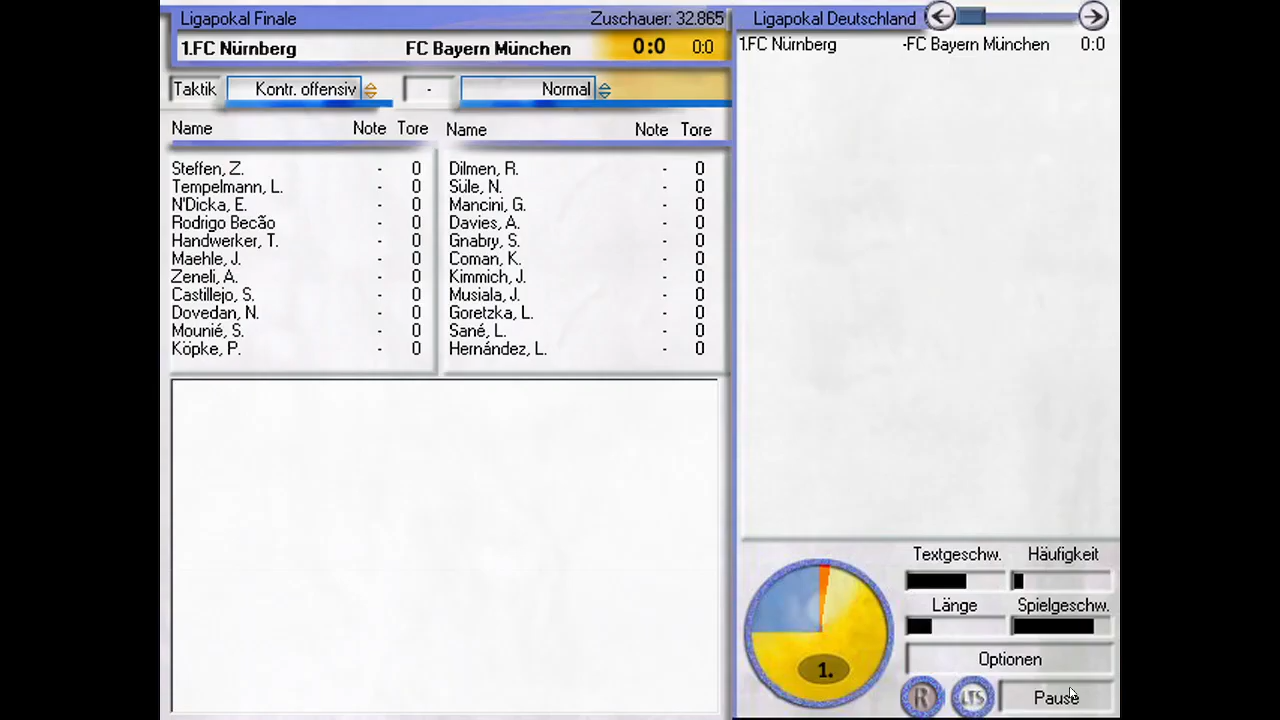 Ligapokal Finale Zuschauer: 32.865
1.FC Nürnberg FC Bayern München 0:0 0:0
Taktik Kontr. offensiv - Normal
Name Note Tore Name Note Tore
Steffen, Z. - 0 Dilmen, R. - 0
Tempelmann, L. - 0 Süle, N. - 0
N'Dicka, E. - 0 Mancini, G. - 0
Rodrigo Becão - 0 Davies, A. - 0
Handwerker, T. - 0 Gnabry, S. - 0
Maehle, J. - 0 Coman, K. - 0
Zeneli, A. - 0 Kimmich, J. - 0
Castillejo, S. - 0 Musiala, J. - 0
Dovedan, N. - 0 Goretzka, L. - 0
Mounié, S. - 0 Sané, L. - 0
Köpke, P. - 0 Hernández, L. - 0
Ligapokal Deutschland
1.FC Nürnberg -FC Bayern München 0:0
Textgeschw. Häufigkeit
Länge Spielgeschw.
Optionen
1.
R LTS Pause